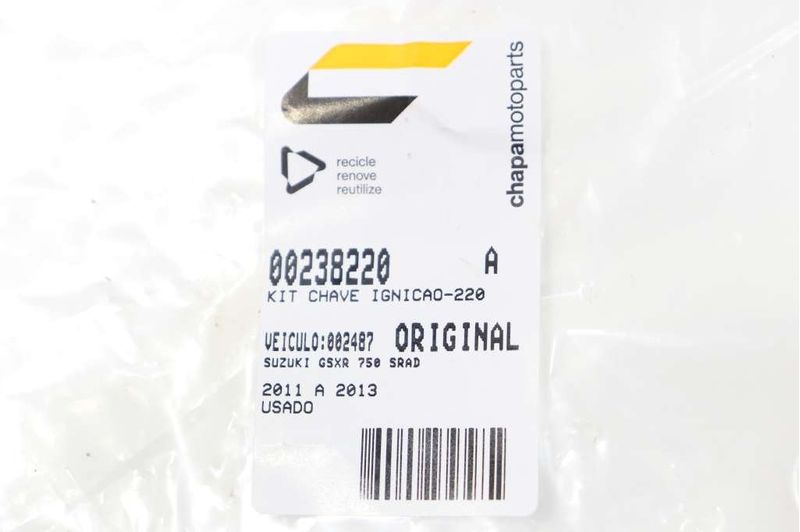 chapamotoparts
recicle
renove
reutilize
00238220 A
KIT CHAVE IGNICAO-220
VEICULO:002487 ORIGINAL
SUZUKI GSXR 750 SRAD
2011 A 2013
USADO